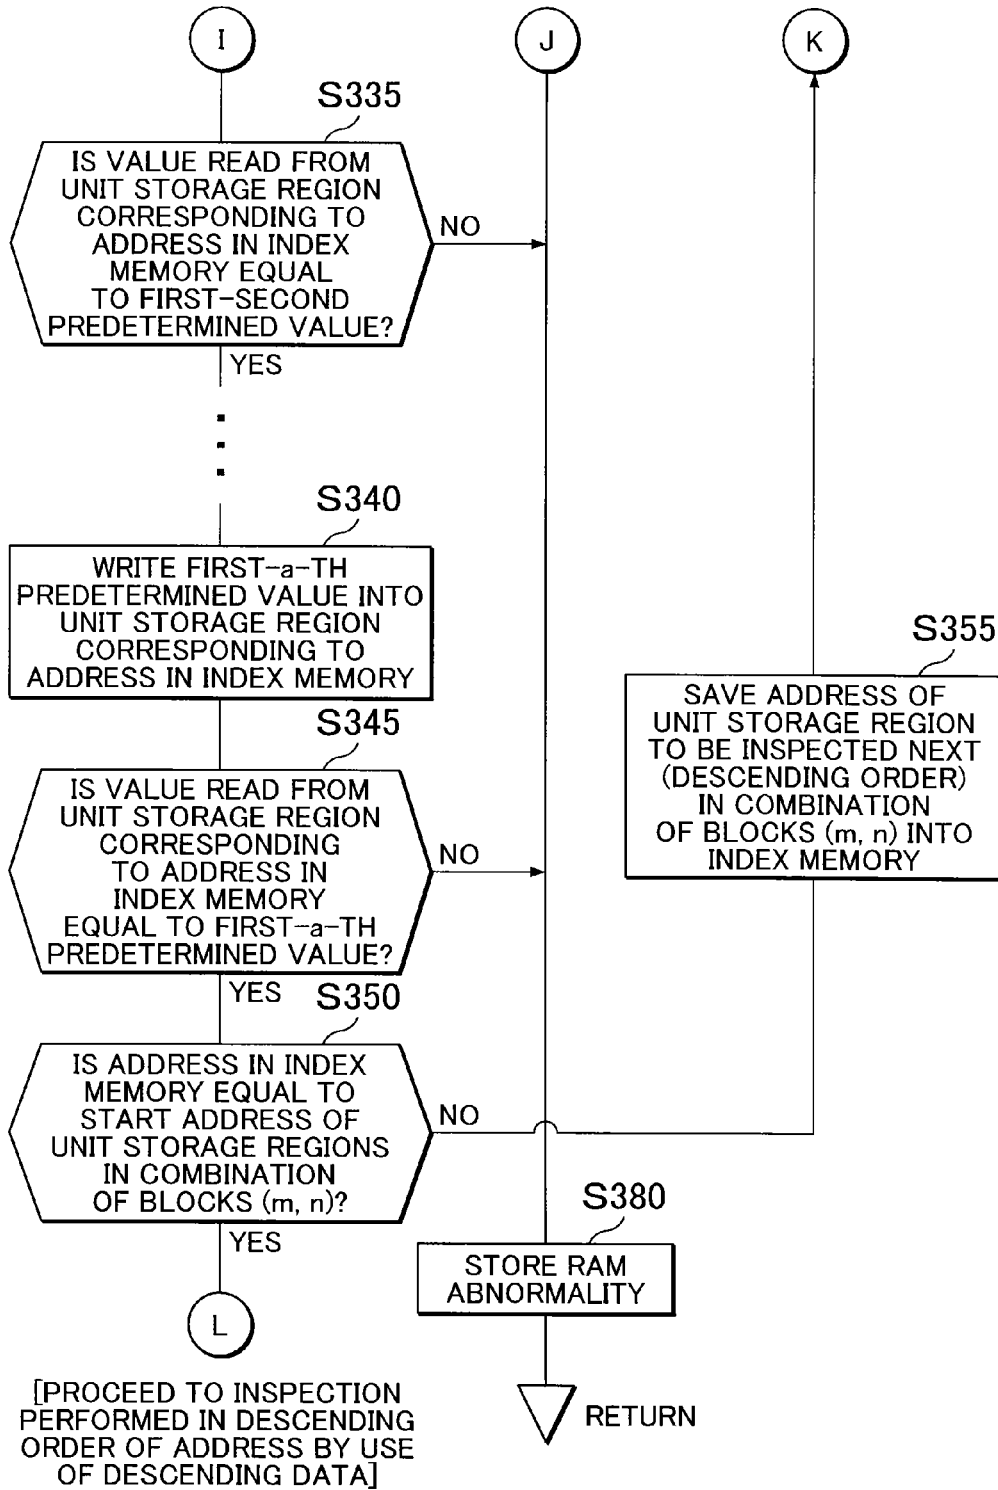 I
J
K
S335
IS VALUE READ FROM
UNIT STORAGE REGION
CORRESPONDING TO
ADDRESS IN INDEX
MEMORY EQUAL
TO FIRST-SECOND
PREDETERMINED VALUE?
NO
YES
S340
WRITE FIRST-a-TH
PREDETERMINED VALUE INTO
UNIT STORAGE REGION
CORRESPONDING TO
ADDRESS IN INDEX MEMORY
S355
SAVE ADDRESS OF
UNIT STORAGE REGION
TO BE INSPECTED NEXT
(DESCENDING ORDER)
IN COMBINATION
OF BLOCKS (m, n) INTO
INDEX MEMORY
S345
IS VALUE READ FROM
UNIT STORAGE REGION
CORRESPONDING
TO ADDRESS IN
INDEX MEMORY
EQUAL TO FIRST-a-TH
PREDETERMINED VALUE?
NO
YES
S350
IS ADDRESS IN INDEX
MEMORY EQUAL TO
START ADDRESS OF
UNIT STORAGE REGIONS
IN COMBINATION
OF BLOCKS (m, n)?
NO
YES
S380
STORE RAM
ABNORMALITY
L
RETURN
[PROCEED TO INSPECTION
PERFORMED IN DESCENDING
ORDER OF ADDRESS BY USE
OF DESCENDING DATA]